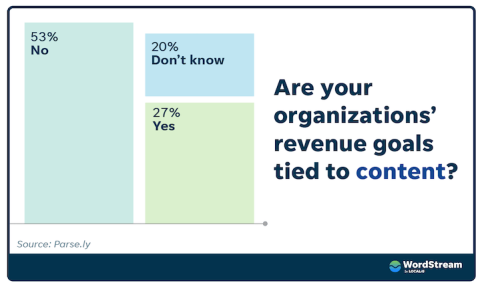 53%
No
20%
Don't know
27%
Yes
Are your
organizations'
revenue goals
tied to content?
Source: Parse.ly
WordStream
by LOCALiQ